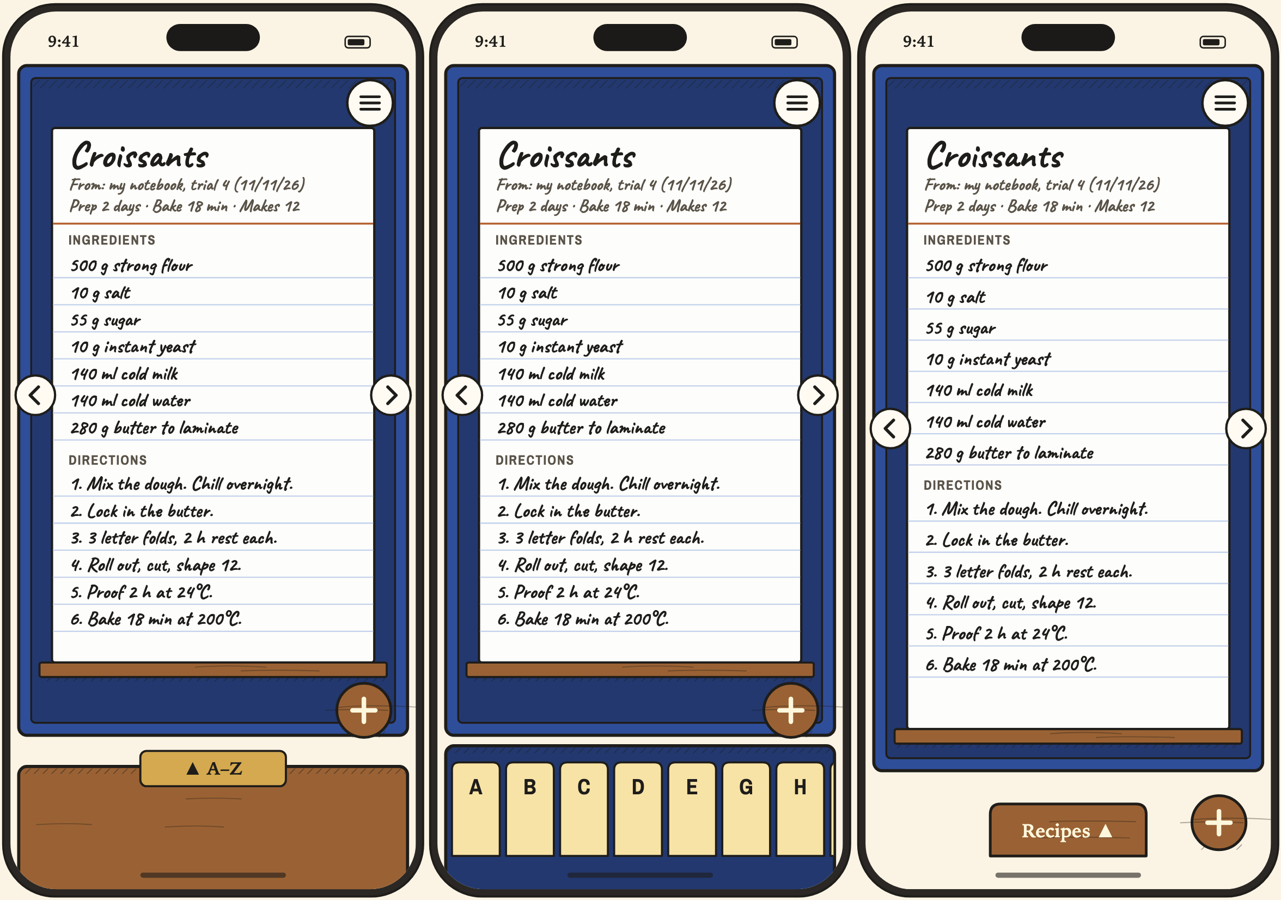 9:41
Croissants
From: my notebook, trial 4 (11/11/26)
Prep 2 days · Bake 18 min · Makes 12
INGREDIENTS
500 g strong flour
10 g salt
55 g sugar
10 g instant yeast
140 ml cold milk
140 ml cold water
280 g butter to laminate
DIRECTIONS
1. Mix the dough. Chill overnight.
2. Lock in the butter.
3. 3 letter folds, 2 h rest each.
4. Roll out, cut, shape 12.
5. Proof 2 h at 24°C.
6. Bake 18 min at 200°C.
▲ A–Z
9:41
Croissants
From: my notebook, trial 4 (11/11/26)
Prep 2 days · Bake 18 min · Makes 12
INGREDIENTS
500 g strong flour
10 g salt
55 g sugar
10 g instant yeast
140 ml cold milk
140 ml cold water
280 g butter to laminate
DIRECTIONS
1. Mix the dough. Chill overnight.
2. Lock in the butter.
3. 3 letter folds, 2 h rest each.
4. Roll out, cut, shape 12.
5. Proof 2 h at 24°C.
6. Bake 18 min at 200°C.
A B C D E G H
9:41
Croissants
From: my notebook, trial 4 (11/11/26)
Prep 2 days · Bake 18 min · Makes 12
INGREDIENTS
500 g strong flour
10 g salt
55 g sugar
10 g instant yeast
140 ml cold milk
140 ml cold water
280 g butter to laminate
DIRECTIONS
1. Mix the dough. Chill overnight.
2. Lock in the butter.
3. 3 letter folds, 2 h rest each.
4. Roll out, cut, shape 12.
5. Proof 2 h at 24°C.
6. Bake 18 min at 200°C.
Recipes ▲